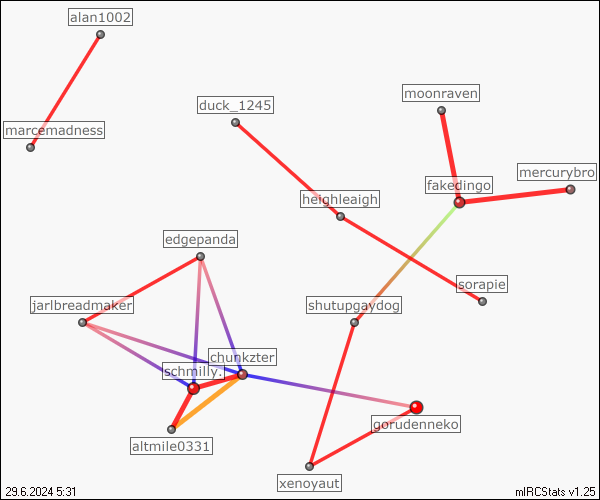 alan1002
duck_1245
moonraven
marcemadness
mercurybro
fakedingo
heighleaigh
edgepanda
sorapie
jarlbreadmaker
shutupgaydog
chunkzter
schmilly.
gorudenneko
altmile0331
xenoyaut
29.6.2024 5:31
mIRCStats v1.25